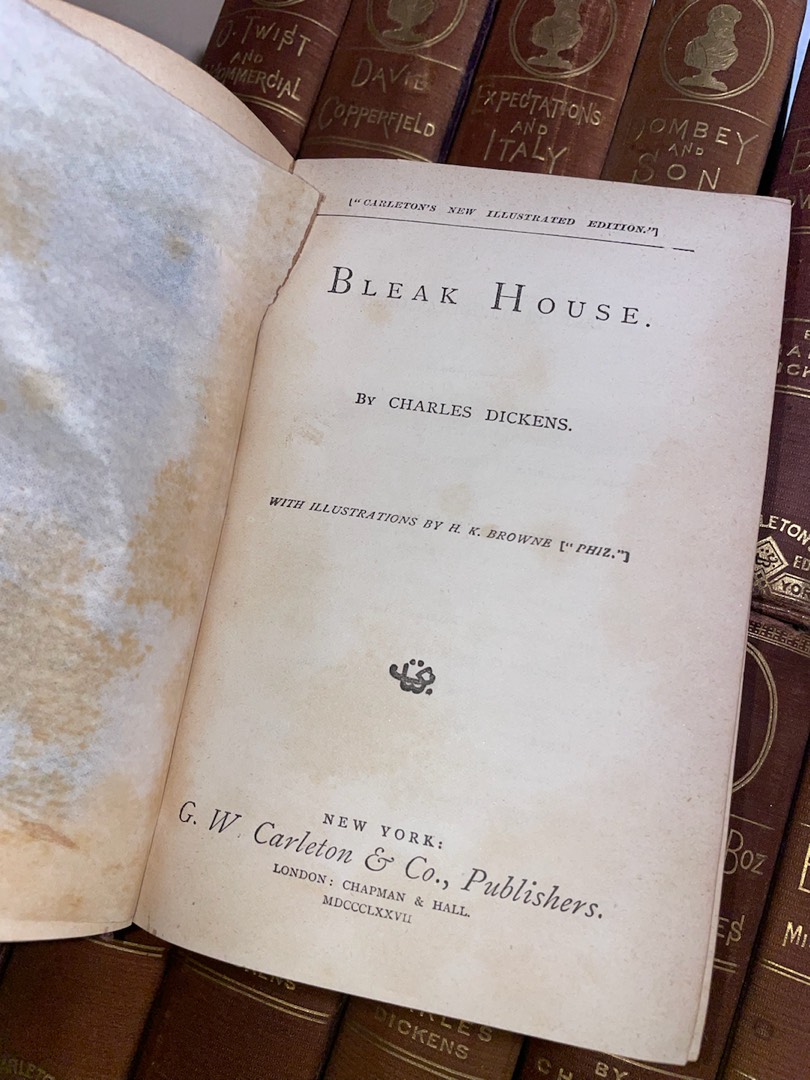 O. TWIST
AND
COMMERCIAL
DAVID
COPPERFIELD
EXPECTATIONS
AND
ITALY
DOMBEY
AND
SON
["CARLETON'S NEW ILLUSTRATED EDITION."]
BLEAK HOUSE.
BY CHARLES DICKENS.
WITH ILLUSTRATIONS BY H. K. BROWNE ["PHIZ."]
NEW YORK:
G. W. Carleton & Co., Publishers.
LONDON: CHAPMAN & HALL.
MDCCCLXXVII
BOZ
DICKENS
BY